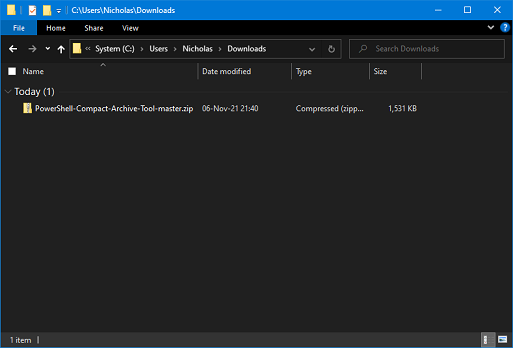 C:\Users\Nicholas\Downloads
File Home Share View
« System (C:) > Users > Nicholas > Downloads Search Downloads
Name Date modified Type Size
Today (1)
PowerShell-Compact-Archive-Tool-master.zip 06-Nov-21 21:40 Compressed (zipp... 1,531 KB
1 item